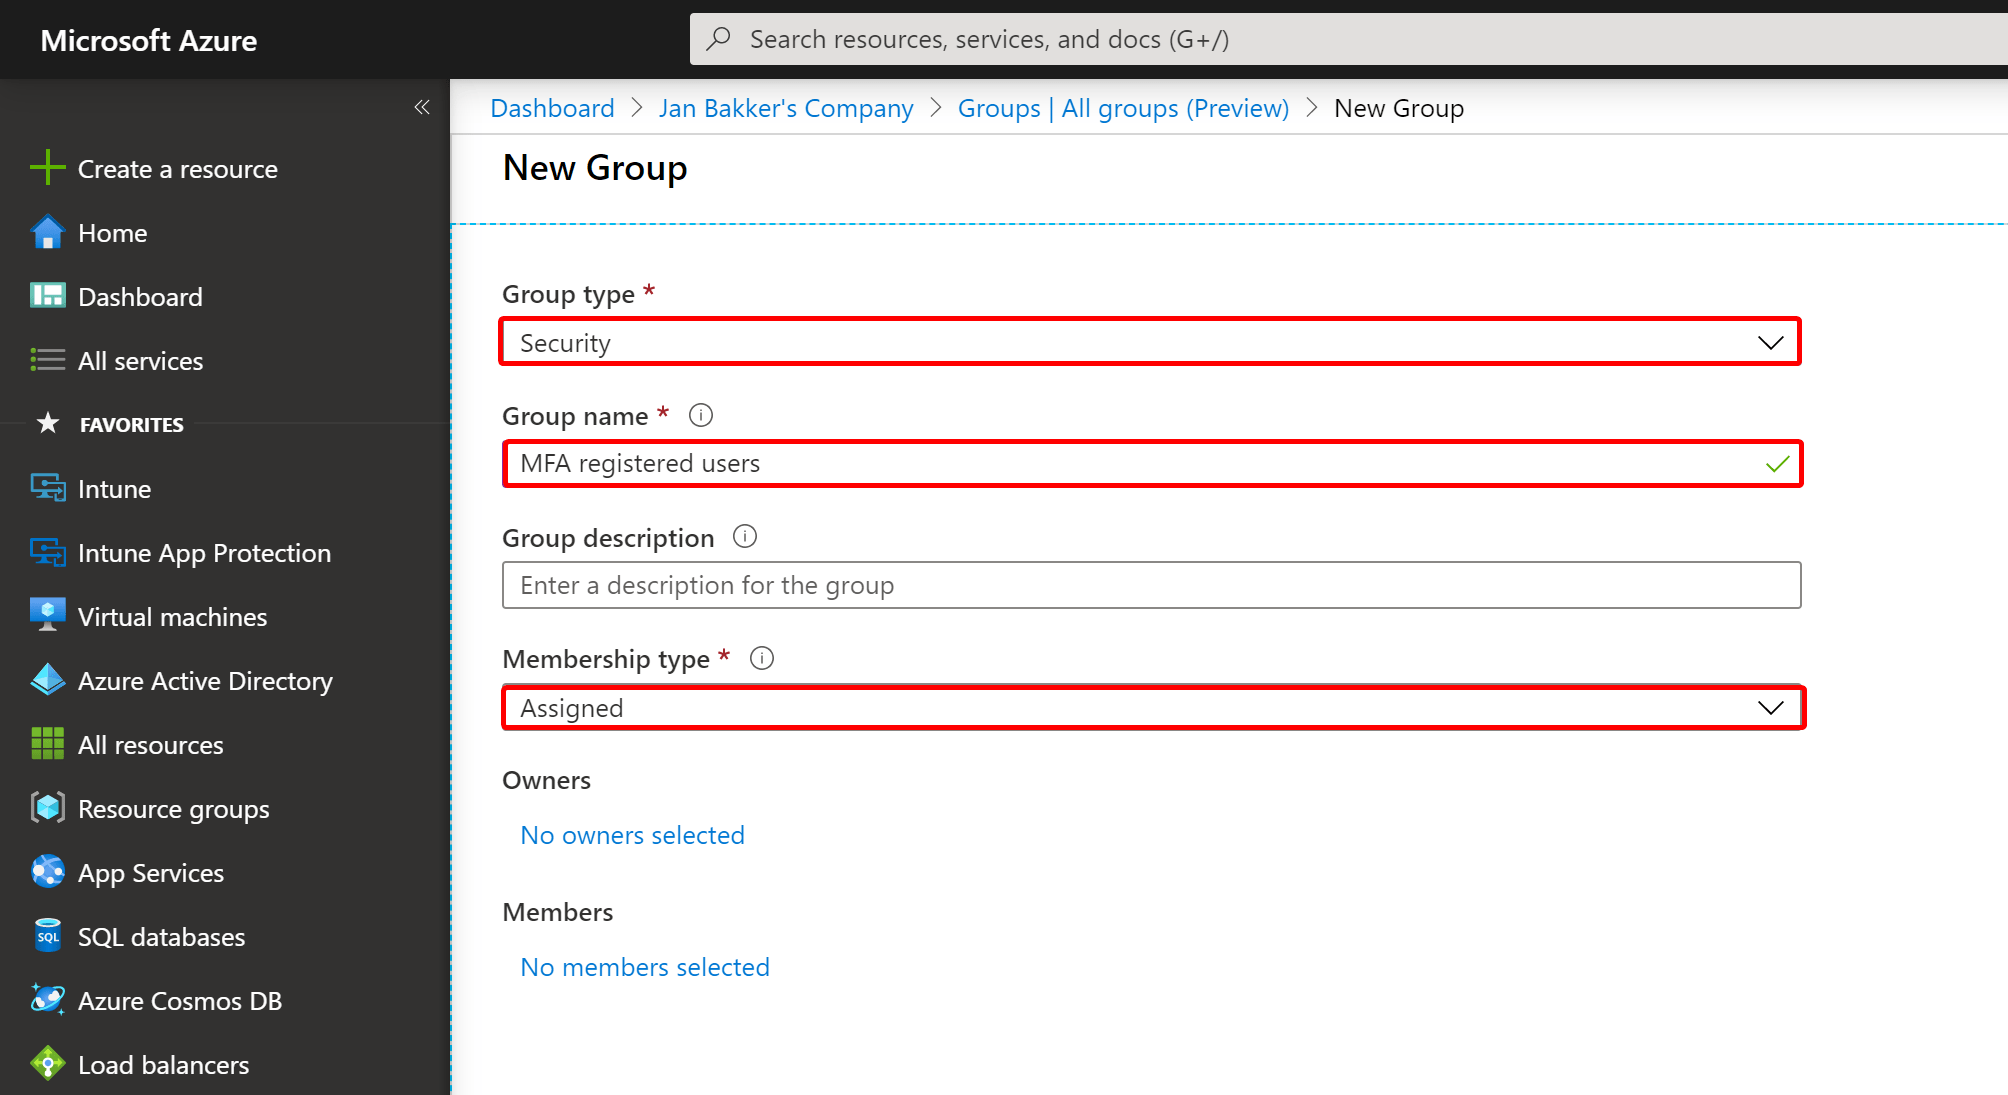 Microsoft Azure
Search resources, services, and docs (G+/)
«
Dashboard > Jan Bakker's Company > Groups | All groups (Preview) > New Group
New Group
Create a resource
Home
Dashboard
All services
FAVORITES
Intune
Intune App Protection
Virtual machines
Azure Active Directory
All resources
Resource groups
App Services
SQL
SQL databases
Azure Cosmos DB
Load balancers
Group type *
Security
Group name *
MFA registered users
Group description
Enter a description for the group
Membership type *
Assigned
Owners
No owners selected
Members
No members selected